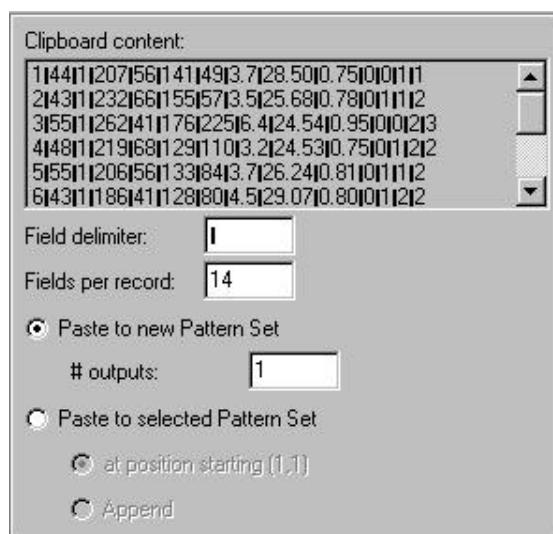 Clipboard content:
1|44|1|207|56|141|49|3.7|28.50|0.75|0|0|1|1
2|43|1|232|66|155|57|3.5|25.68|0.78|0|1|1|2
3|55|1|262|41|176|225|6.4|24.54|0.95|0|0|2|3
4|48|1|219|68|129|110|3.2|24.53|0.75|0|1|2|2
5|55|1|206|56|133|84|3.7|26.24|0.81|0|1|1|2
6|43|1|186|41|128|80|4.5|29.07|0.80|0|1|2|2
Field delimiter: |
Fields per record: 14
Paste to new Pattern Set
# outputs: 1
Paste to selected Pattern Set
at position starting (1,1)
Append